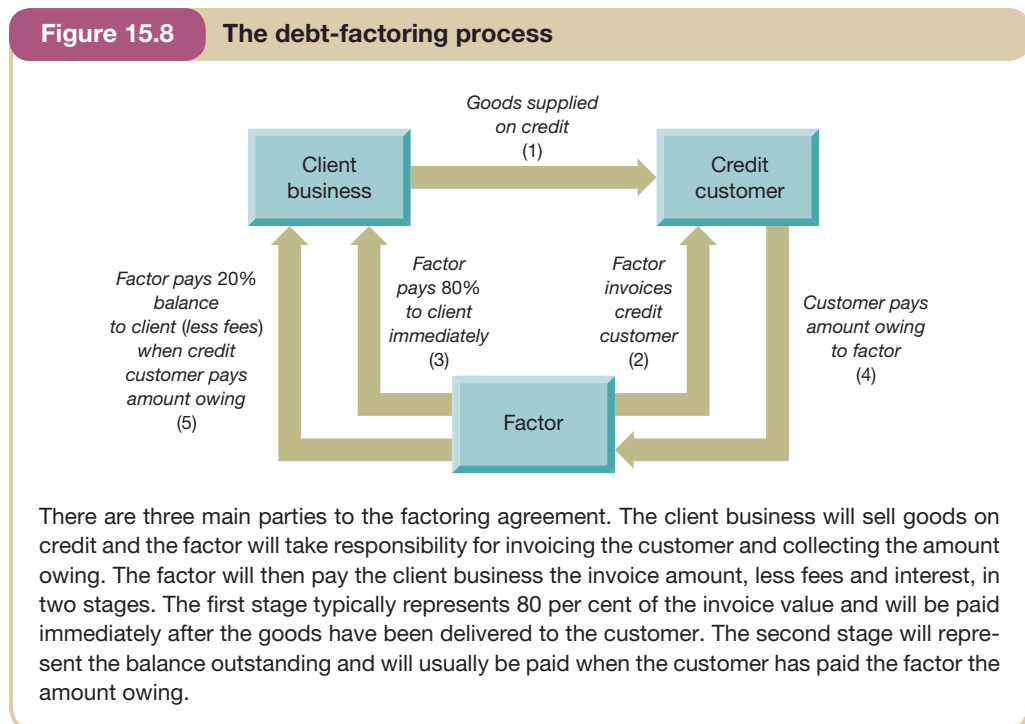 Figure 15.8 The debt-factoring process
Goods supplied
on credit
(1)
Client
business
Credit
customer
Factor pays 20%
balance
to client (less fees)
when credit
customer pays
amount owing
(5)
Factor
pays 80%
to client
immediately
(3)
Factor
invoices
credit
customer
(2)
Customer pays
amount owing
to factor
(4)
Factor
There are three main parties to the factoring agreement. The client business will sell goods on
credit and the factor will take responsibility for invoicing the customer and collecting the amount
owing. The factor will then pay the client business the invoice amount, less fees and interest, in
two stages. The first stage typically represents 80 per cent of the invoice value and will be paid
immediately after the goods have been delivered to the customer. The second stage will repre-
sent the balance outstanding and will usually be paid when the customer has paid the factor the
amount owing.